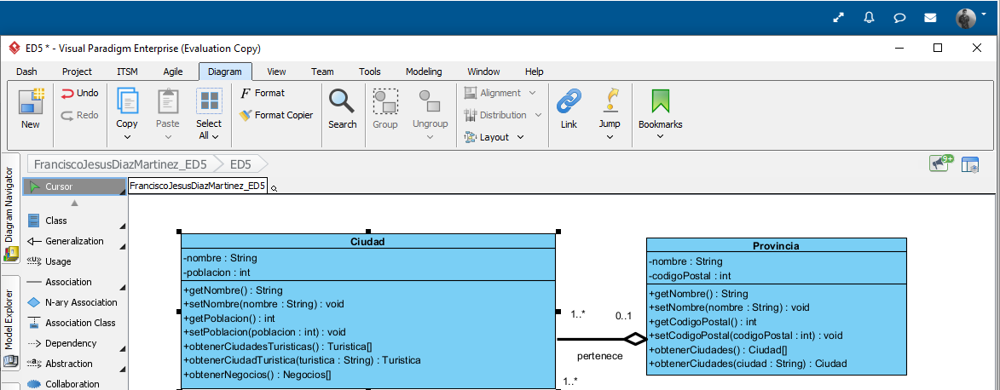 ED5 * - Visual Paradigm Enterprise (Evaluation Copy)
Dash Project ITSM Agile Diagram View Team Tools Modeling Window Help
New
Undo
Redo
Copy
Paste
Select
All
Format
Format Copier
Search
Group
Ungroup
Alignment
Distribution
Layout
Link
Jump
Bookmarks
FranciscoJesusDiazMartinez_ED5 ED5
9+
Diagram Navigator
Model Explorer
Cursor
Class
Generalization
<<U>> Usage
Association
N-ary Association
Association Class
Dependency
<<a>> Abstraction
Collaboration
FranciscoJesusDiazMartinez_ED5
Ciudad
-nombre : String
-poblacion : int
+getNombre() : String
+setNombre(nombre : String) : void
+getPoblacion() : int
+setPoblacion(poblacion : int) : void
+obtenerCiudadesTuristicas() : Turistica[]
+obtenerCiudadTuristica(turistica : String) : Turistica
+obtenerNegocios() : Negocios[]
1..*
0..1
pertenece
1..*
Provincia
-nombre : String
-codigoPostal : int
+getNombre() : String
+setNombre(nombre : String) : void
+getCodigoPostal() : int
+setCodigoPostal(codigoPostal : int) : void
+obtenerCiudades() : Ciudad[]
+obtenerCiudades(ciudad : String) : Ciudad